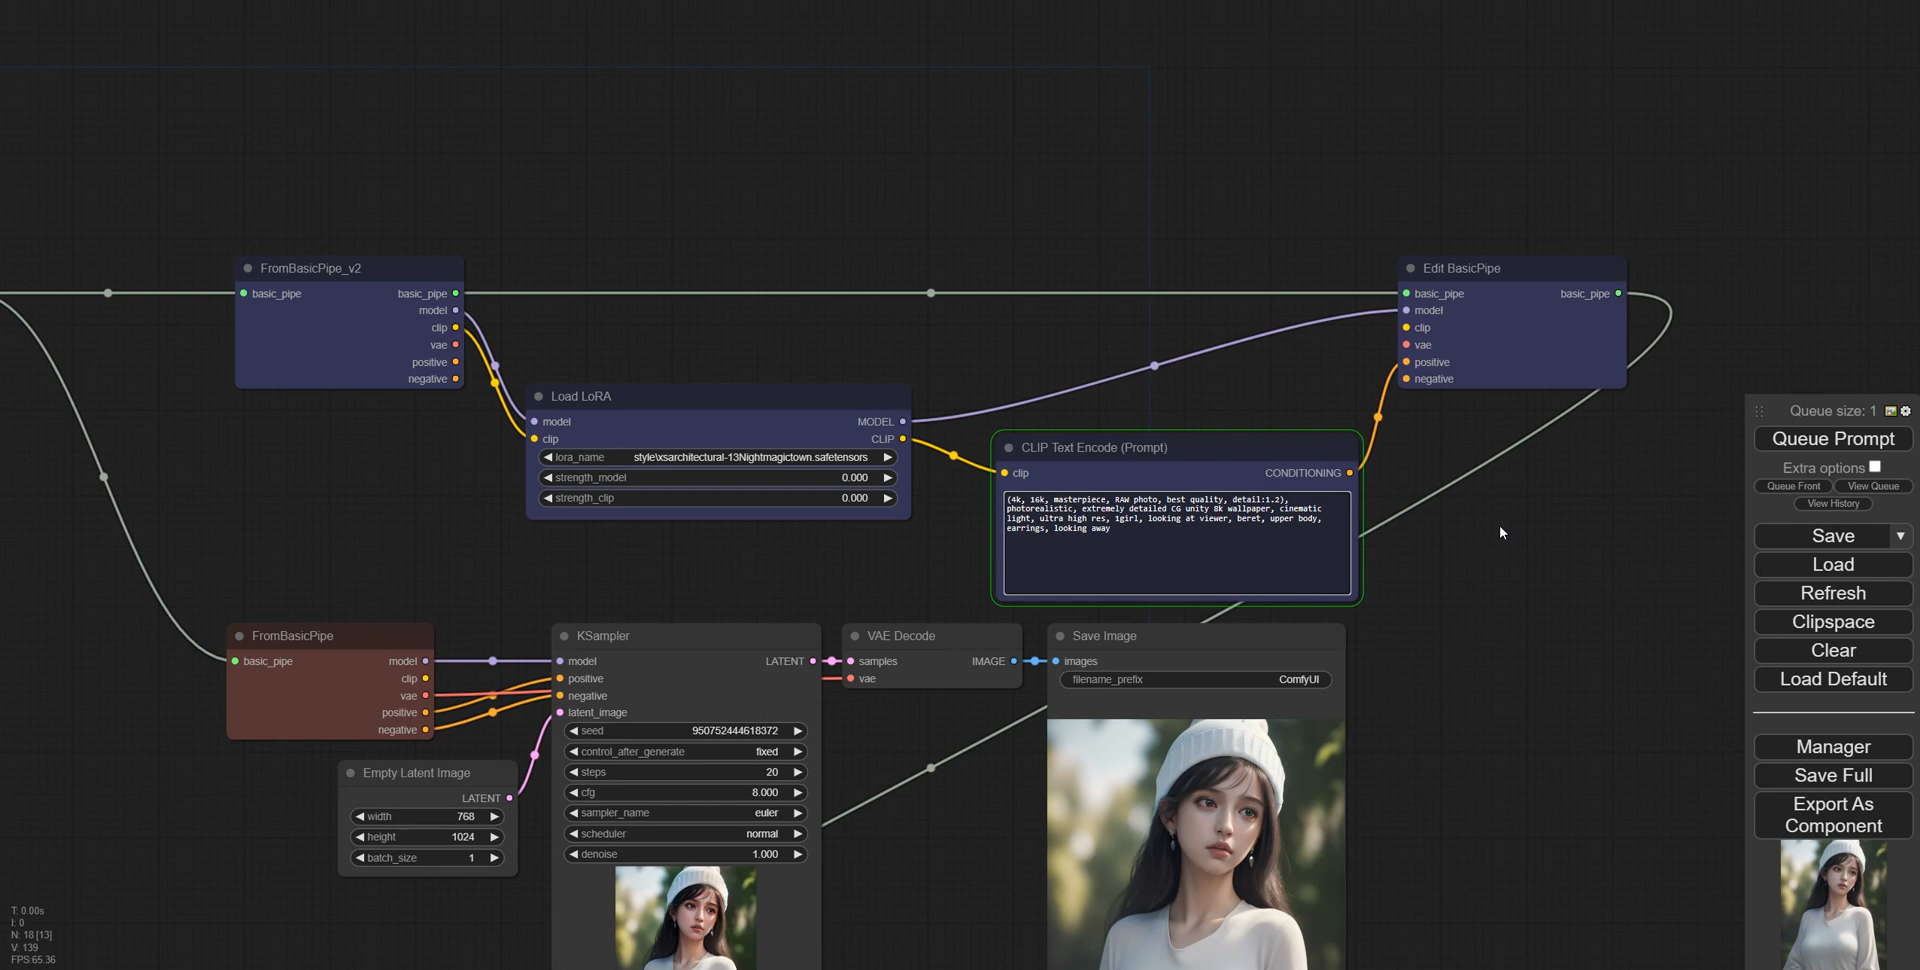 FromBasicPipe_v2
basic_pipe basic_pipe
model
clip
vae
positive
negative
Edit BasicPipe
basic_pipe basic_pipe
model
clip
vae
positive
negative
Load LoRA
model MODEL
clip CLIP
lora_name style\xsarchitectural-13Nightmagictown.safetensors
strength_model 0.000
strength_clip 0.000
CLIP Text Encode (Prompt)
clip CONDITIONING
(4k, 16k, masterpiece, RAW photo, best quality, detail:1.2),
photorealistic, extremely detailed CG unity 8k wallpaper, cinematic
light, ultra high res, 1girl, looking at viewer, beret, upper body,
earrings, looking away
FromBasicPipe
basic_pipe model
clip
vae
positive
negative
Empty Latent Image
LATENT
width 768
height 1024
batch_size 1
KSampler
model LATENT
positive
negative
latent_image
seed 950752444618372
control_after_generate fixed
steps 20
cfg 8.000
sampler_name euler
scheduler normal
denoise 1.000
VAE Decode
samples IMAGE
vae
Save Image
images
filename_prefix ComfyUI
Queue size: 1
Queue Prompt
Extra options
Queue Front View Queue
View History
Save
Load
Refresh
Clipspace
Clear
Load Default
Manager
Save Full
Export As
Component
T: 0.00s
I: 0
N: 18 [13]
V: 139
FPS:65.36